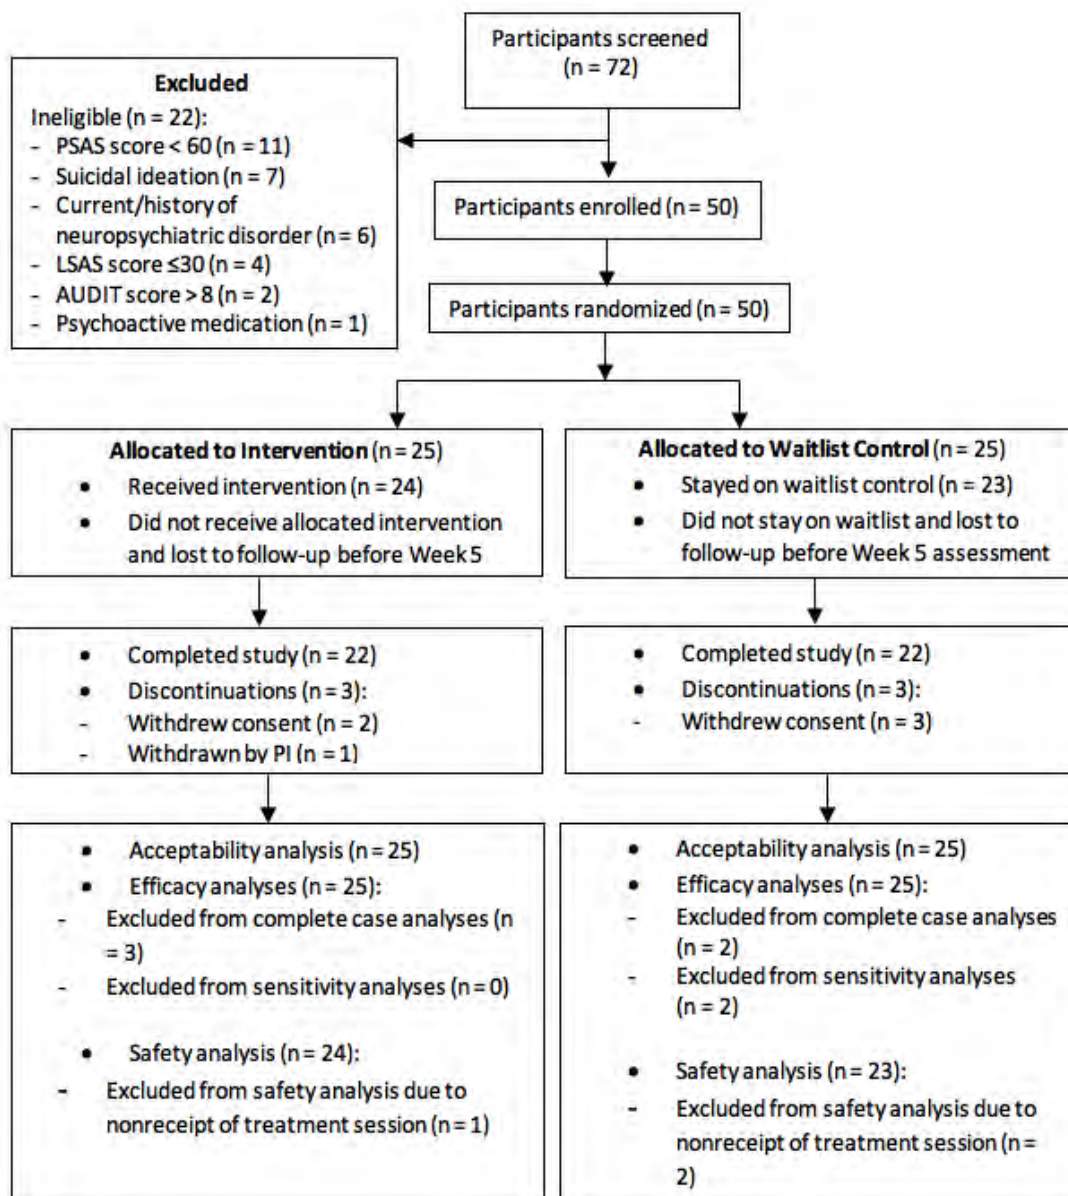 Participants screened
(n = 72)
Excluded
Ineligible (n = 22):
- PSAS score < 60 (n = 11)
- Suicidal ideation (n = 7)
- Current/history of
neuropsychiatric disorder (n = 6)
- LSAS score ≤30 (n = 4)
- AUDIT score > 8 (n = 2)
- Psychoactive medication (n = 1)
Participants enrolled (n = 50)
Participants randomized (n = 50)
Allocated to Intervention (n = 25)
• Received intervention (n = 24)
• Did not receive allocated intervention
and lost to follow-up before Week 5
Allocated to Waitlist Control (n = 25)
• Stayed on waitlist control (n = 23)
• Did not stay on waitlist and lost to
follow-up before Week 5 assessment
• Completed study (n = 22)
• Discontinuations (n = 3):
- Withdrew consent (n = 2)
- Withdrawn by PI (n = 1)
• Completed study (n = 22)
• Discontinuations (n = 3):
- Withdrew consent (n = 3)
• Acceptability analysis (n = 25)
• Efficacy analyses (n = 25):
- Excluded from complete case analyses (n
= 3)
- Excluded from sensitivity analyses (n = 0)
• Safety analysis (n = 24):
- Excluded from safety analysis due to
nonreceipt of treatment session (n = 1)
• Acceptability analysis (n = 25)
• Efficacy analyses (n = 25):
- Excluded from complete case analyses
(n = 2)
- Excluded from sensitivity analyses
(n = 2)
• Safety analysis (n = 23):
- Excluded from safety analysis due to
nonreceipt of treatment session (n =
2)